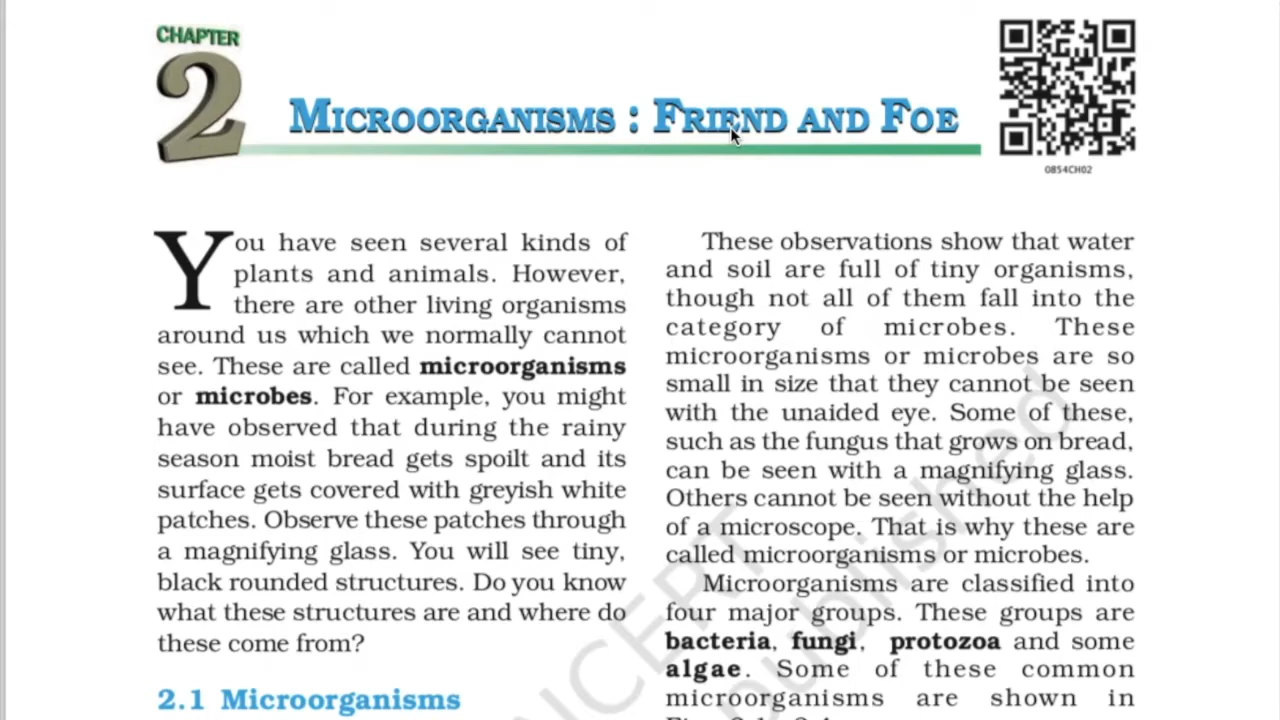 CHAPTER
2
MICROORGANISMS : FRIEND AND FOE
0854CH02
You have seen several kinds of
plants and animals. However,
there are other living organisms
around us which we normally cannot
see. These are called microorganisms
or microbes. For example, you might
have observed that during the rainy
season moist bread gets spoilt and its
surface gets covered with greyish white
patches. Observe these patches through
a magnifying glass. You will see tiny,
black rounded structures. Do you know
what these structures are and where do
these come from?
2.1 Microorganisms
These observations show that water
and soil are full of tiny organisms,
though not all of them fall into the
category of microbes. These
microorganisms or microbes are so
small in size that they cannot be seen
with the unaided eye. Some of these,
such as the fungus that grows on bread,
can be seen with a magnifying glass.
Others cannot be seen without the help
of a microscope. That is why these are
called microorganisms or microbes.
Microorganisms are classified into
four major groups. These groups are
bacteria, fungi, protozoa and some
algae. Some of these common
microorganisms are shown in
NCERT
published